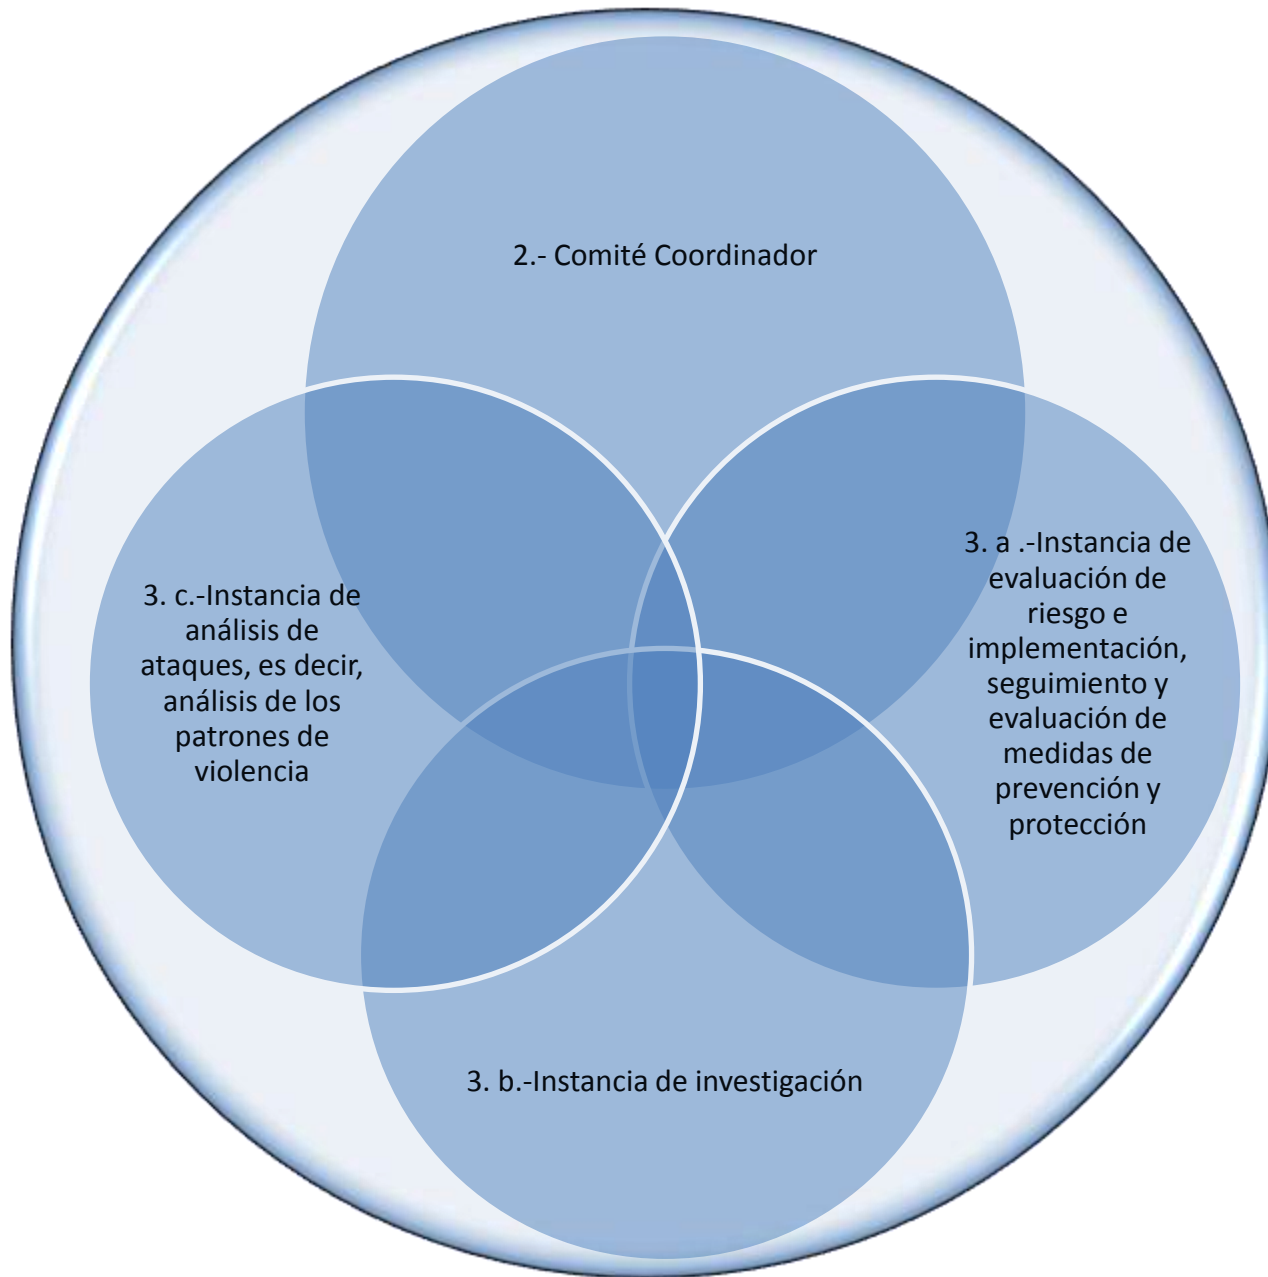 2.- Comité Coordinador
3. a .-Instancia de
evaluación de
riesgo e
implementación,
seguimiento y
evaluación de
medidas de
prevención y
protección
3. c.-Instancia de
análisis de
ataques, es decir,
análisis de los
patrones de
violencia
3. b.-Instancia de investigación